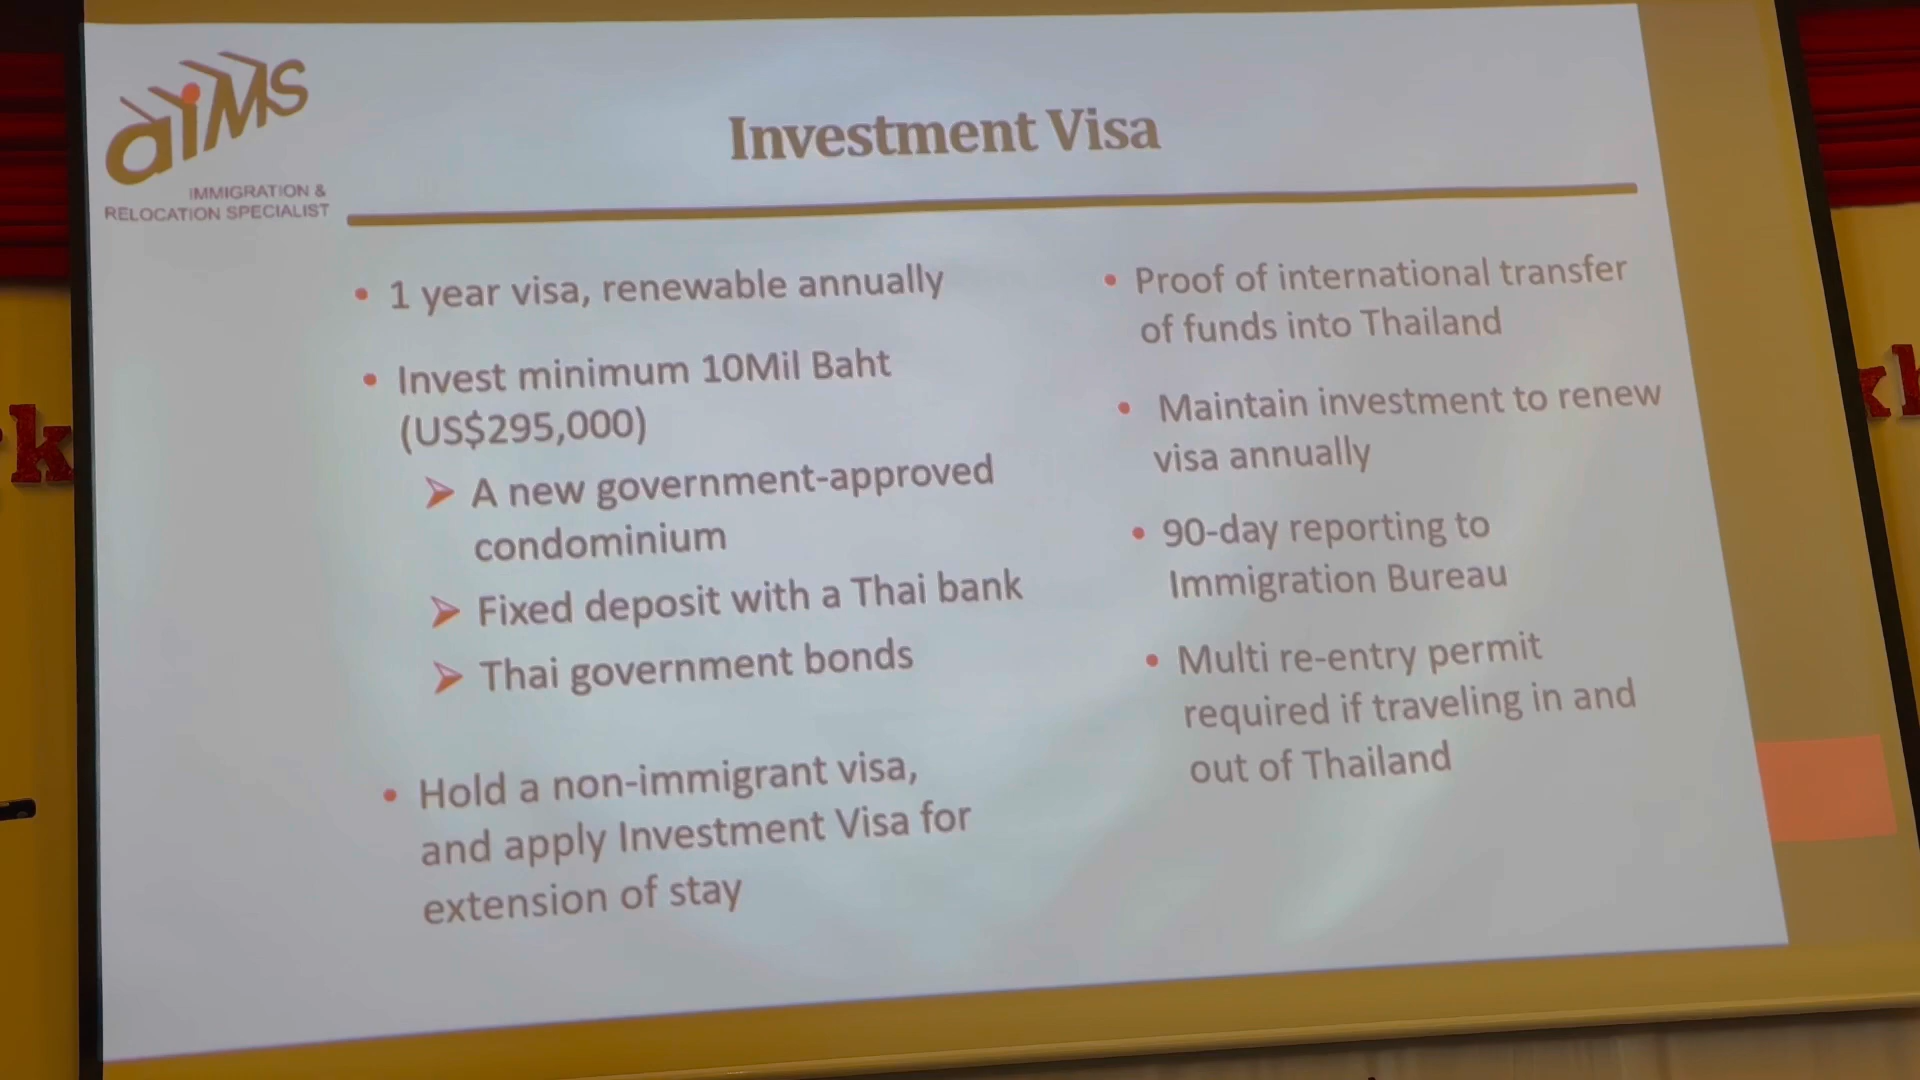 aiMS
IMMIGRATION &
RELOCATION SPECIALIST
Investment Visa
• 1 year visa, renewable annually
• Invest minimum 10Mil Baht
(US$295,000)
➢ A new government-approved
condominium
➢ Fixed deposit with a Thai bank
➢ Thai government bonds
• Hold a non-immigrant visa,
and apply Investment Visa for
extension of stay
• Proof of international transfer
of funds into Thailand
• Maintain investment to renew
visa annually
• 90-day reporting to
Immigration Bureau
• Multi re-entry permit
required if traveling in and
out of Thailand